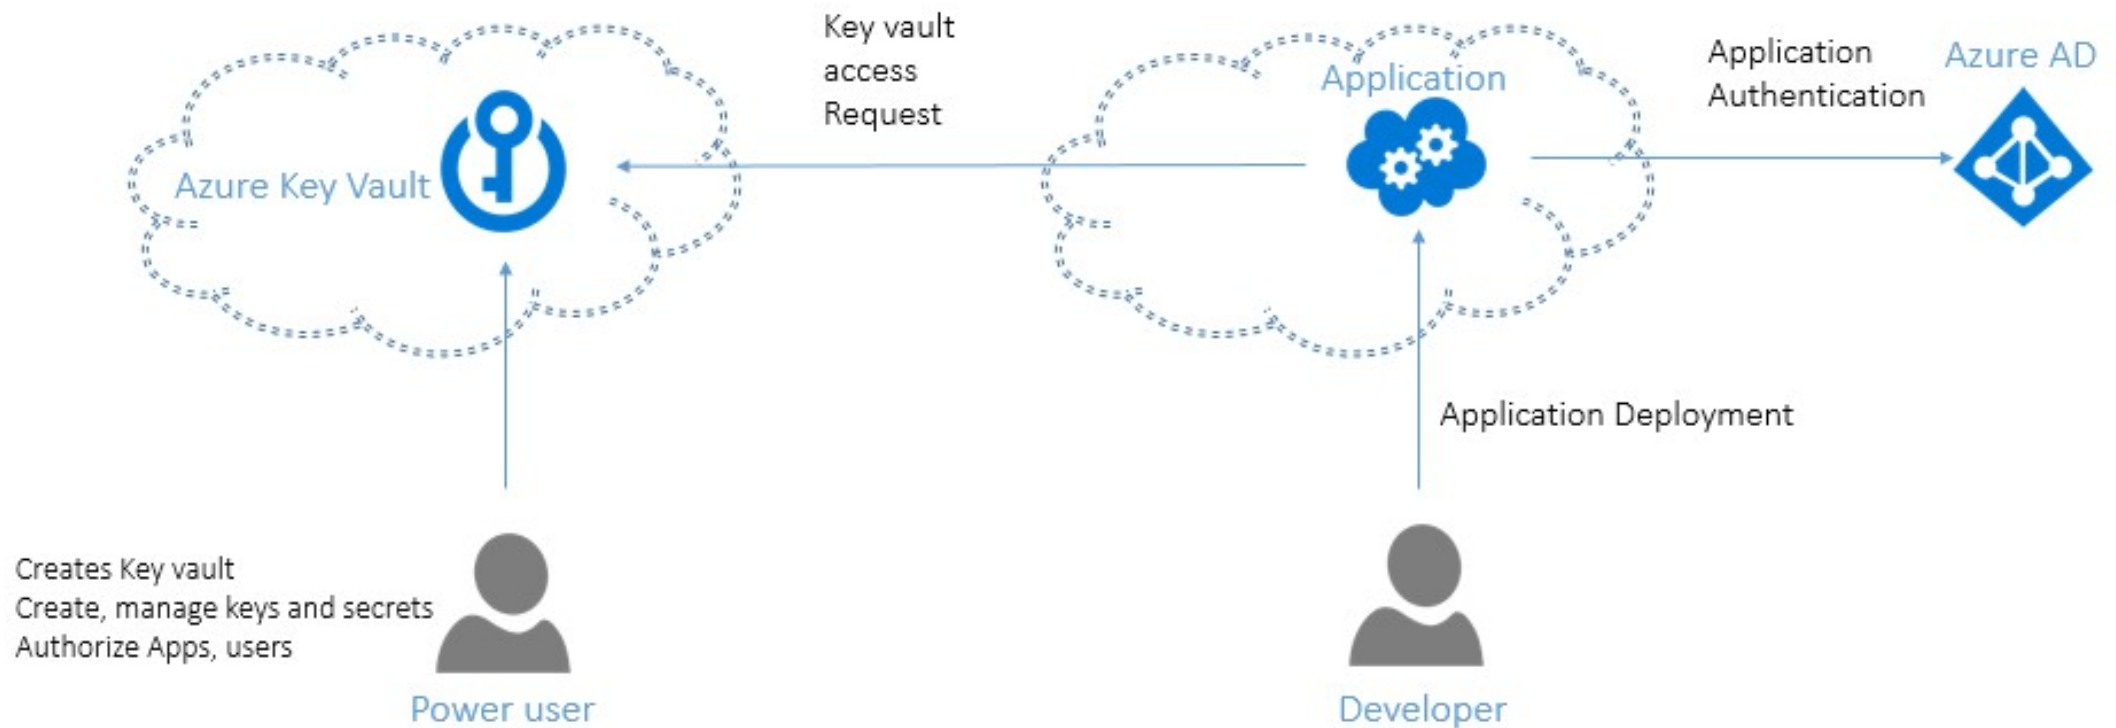 Key vault
access
Request
Application
Application
Authentication
Azure AD
Azure Key Vault
Application Deployment
Creates Key vault
Create, manage keys and secrets
Authorize Apps, users
Power user
Developer